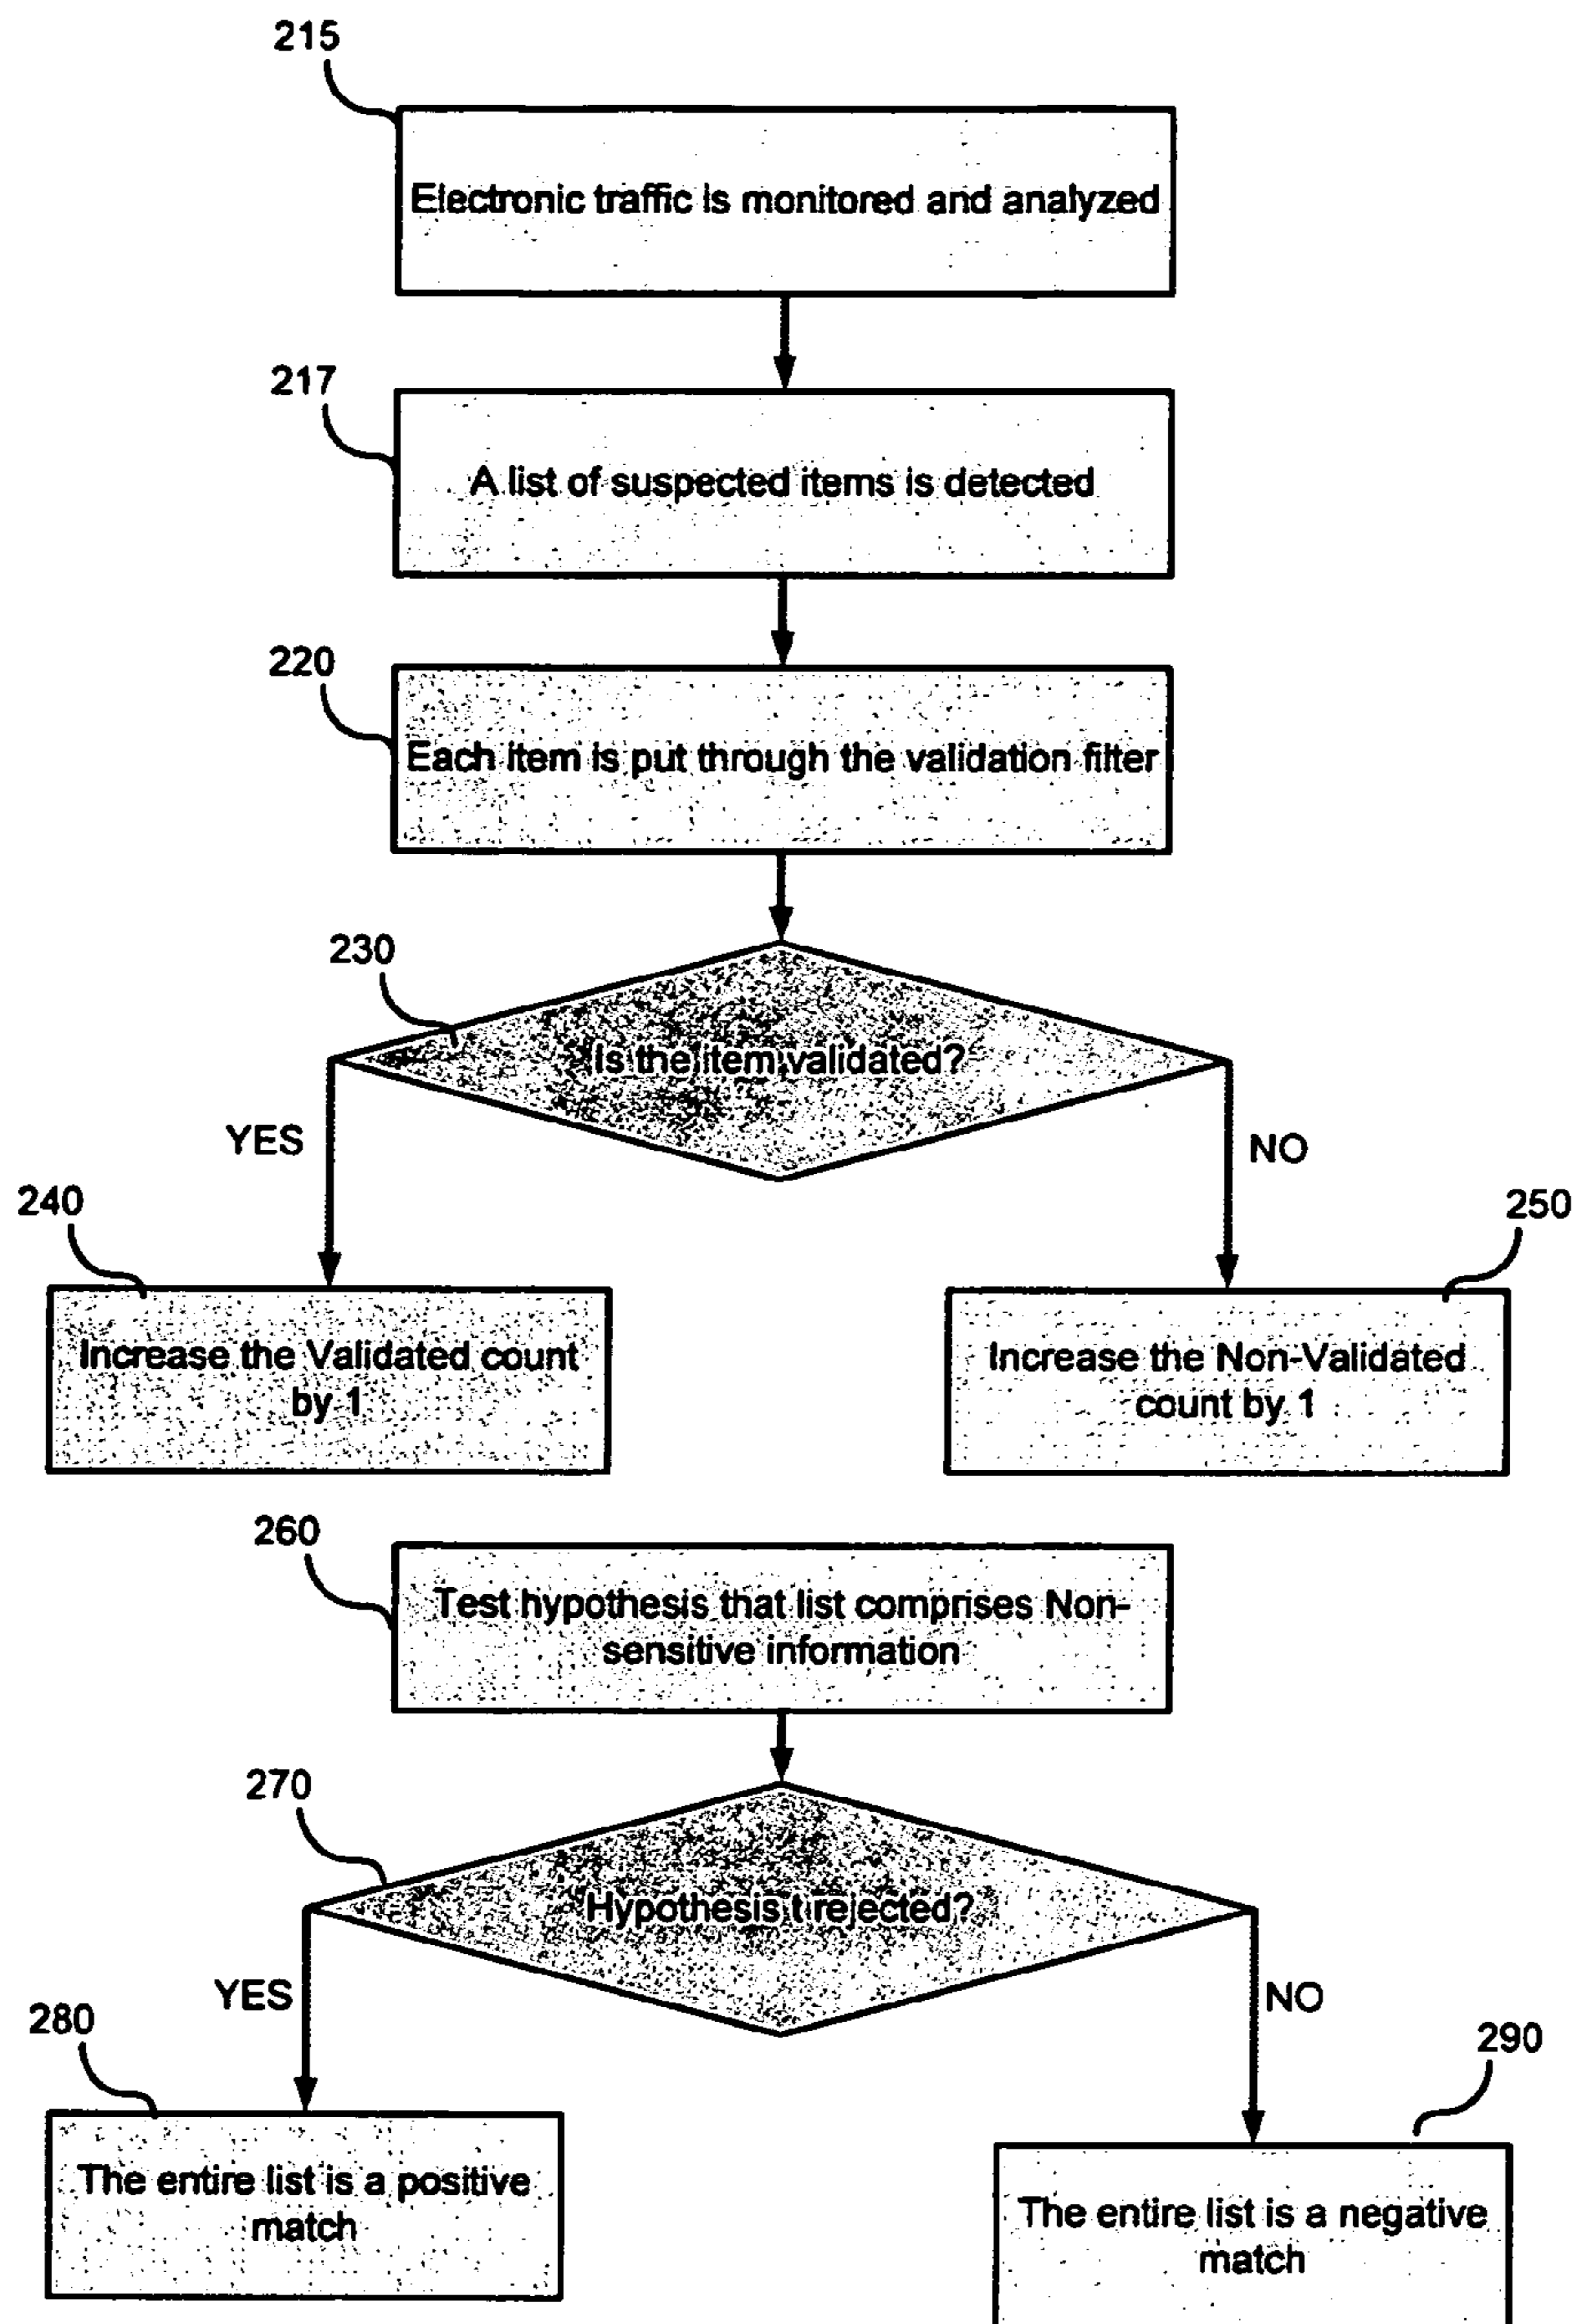 215
Electronic traffic is monitored and analyzed
217
A list of suspected items is detected
220
Each item is put through the validation filter
230
Is the item validated?
YES
NO
240
250
Increase the Validated count
by 1
Increase the Non-Validated
count by 1
260
Test hypothesis that list comprises Non-
sensitive information
270
Hypothesis t rejected?
YES
NO
280
290
The entire list is a positive
match
The entire list is a negative
match